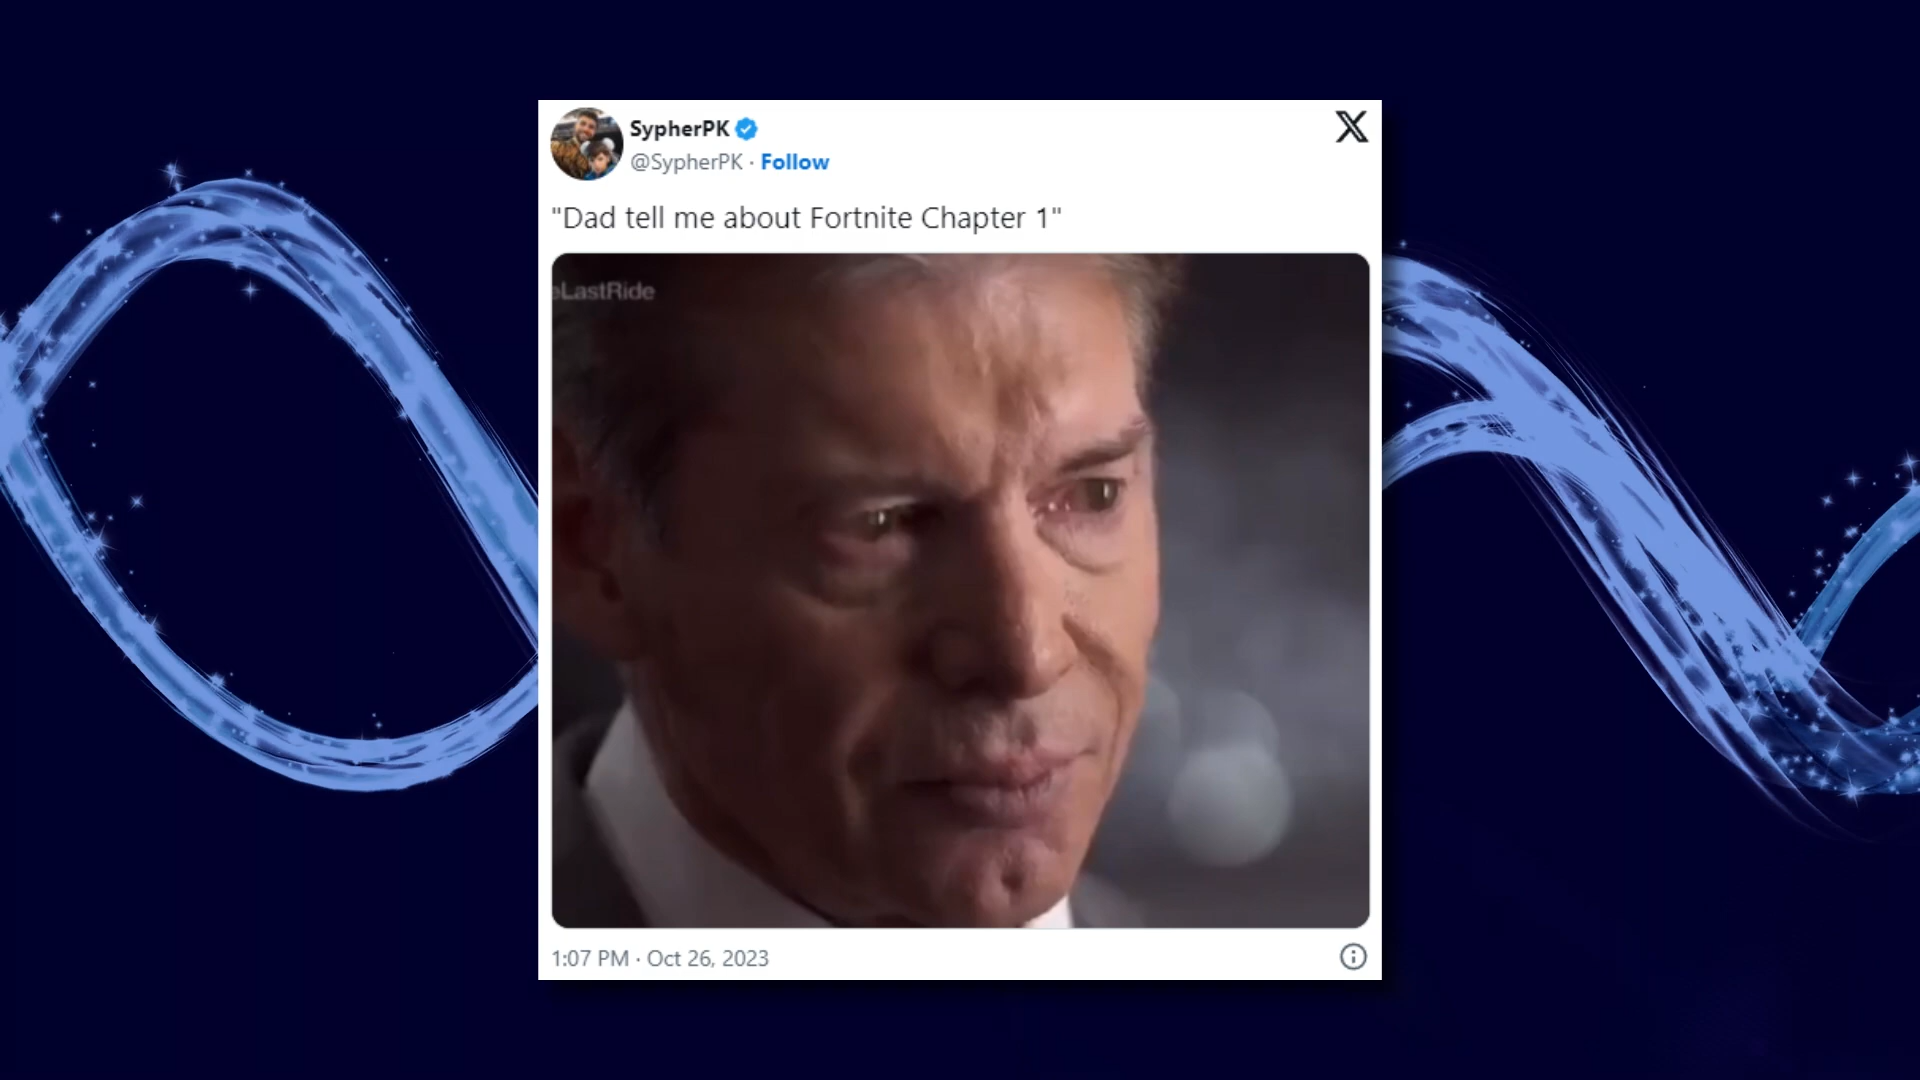 SypherPK
@SypherPK · Follow
"Dad tell me about Fortnite Chapter 1"
LastRide
1:07 PM · Oct 26, 2023